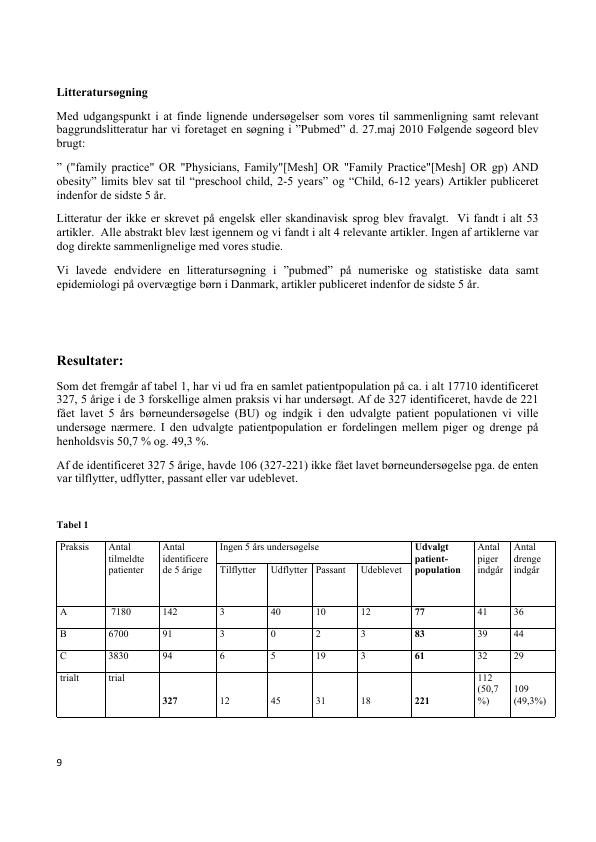 Litteratursøgning
Med udgangspunkt i at finde lignende undersøgelser som vores til sammenligning samt relevant
baggrundslitteratur har vi foretaget en søgning i ”Pubmed” d. 27.maj 2010 Følgende søgeord blev
brugt:
” ("family practice" OR "Physicians, Family"[Mesh] OR "Family Practice"[Mesh] OR gp) AND
obesity” limits blev sat til “preschool child, 2-5 years” og “Child, 6-12 years) Artikler publiceret
indenfor de sidste 5 år.
Litteratur der ikke er skrevet på engelsk eller skandinavisk sprog blev fravalgt.  Vi fandt i alt 53
artikler.  Alle abstrakt blev læst igennem og vi fandt i alt 4 relevante artikler. Ingen af artiklerne var
dog direkte sammenlignelige med vores studie.
Vi lavede endvidere en litteratursøgning i ”pubmed” på numeriske og statistiske data samt
epidemiologi på overvægtige børn i Danmark, artikler publiceret indenfor de sidste 5 år.
Resultater:
Som det fremgår af tabel 1, har vi ud fra en samlet patientpopulation på ca. i alt 17710 identificeret
327, 5 årige i de 3 forskellige almen praksis vi har undersøgt. Af de 327 identificeret, havde de 221
fået lavet 5 års børneundersøgelse (BU) og indgik i den udvalgte patient populationen vi ville
undersøge nærmere. I den udvalgte patientpopulation er fordelingen mellem piger og drenge på
henholdsvis 50,7 % og. 49,3 %.
Af de identificeret 327 5 årige, havde 106 (327-221) ikke fået lavet børneundersøgelse pga. de enten
var tilflytter, udflytter, passant eller var udeblevet.
Tabel 1
Praksis Antal tilmeldte patienter Antal identificere de 5 årige Ingen 5 års undersøgelse Udvalgt patient-population Antal piger indgår Antal drenge indgår
Tilflytter Udflytter Passant Udeblevet
A 7180 142 3 40 10 12 77 41 36
B 6700 91 3 0 2 3 83 39 44
C 3830 94 6 5 19 3 61 32 29
trialt trial 327 12 45 31 18 221 112 (50,7 %) 109 (49,3%)
9